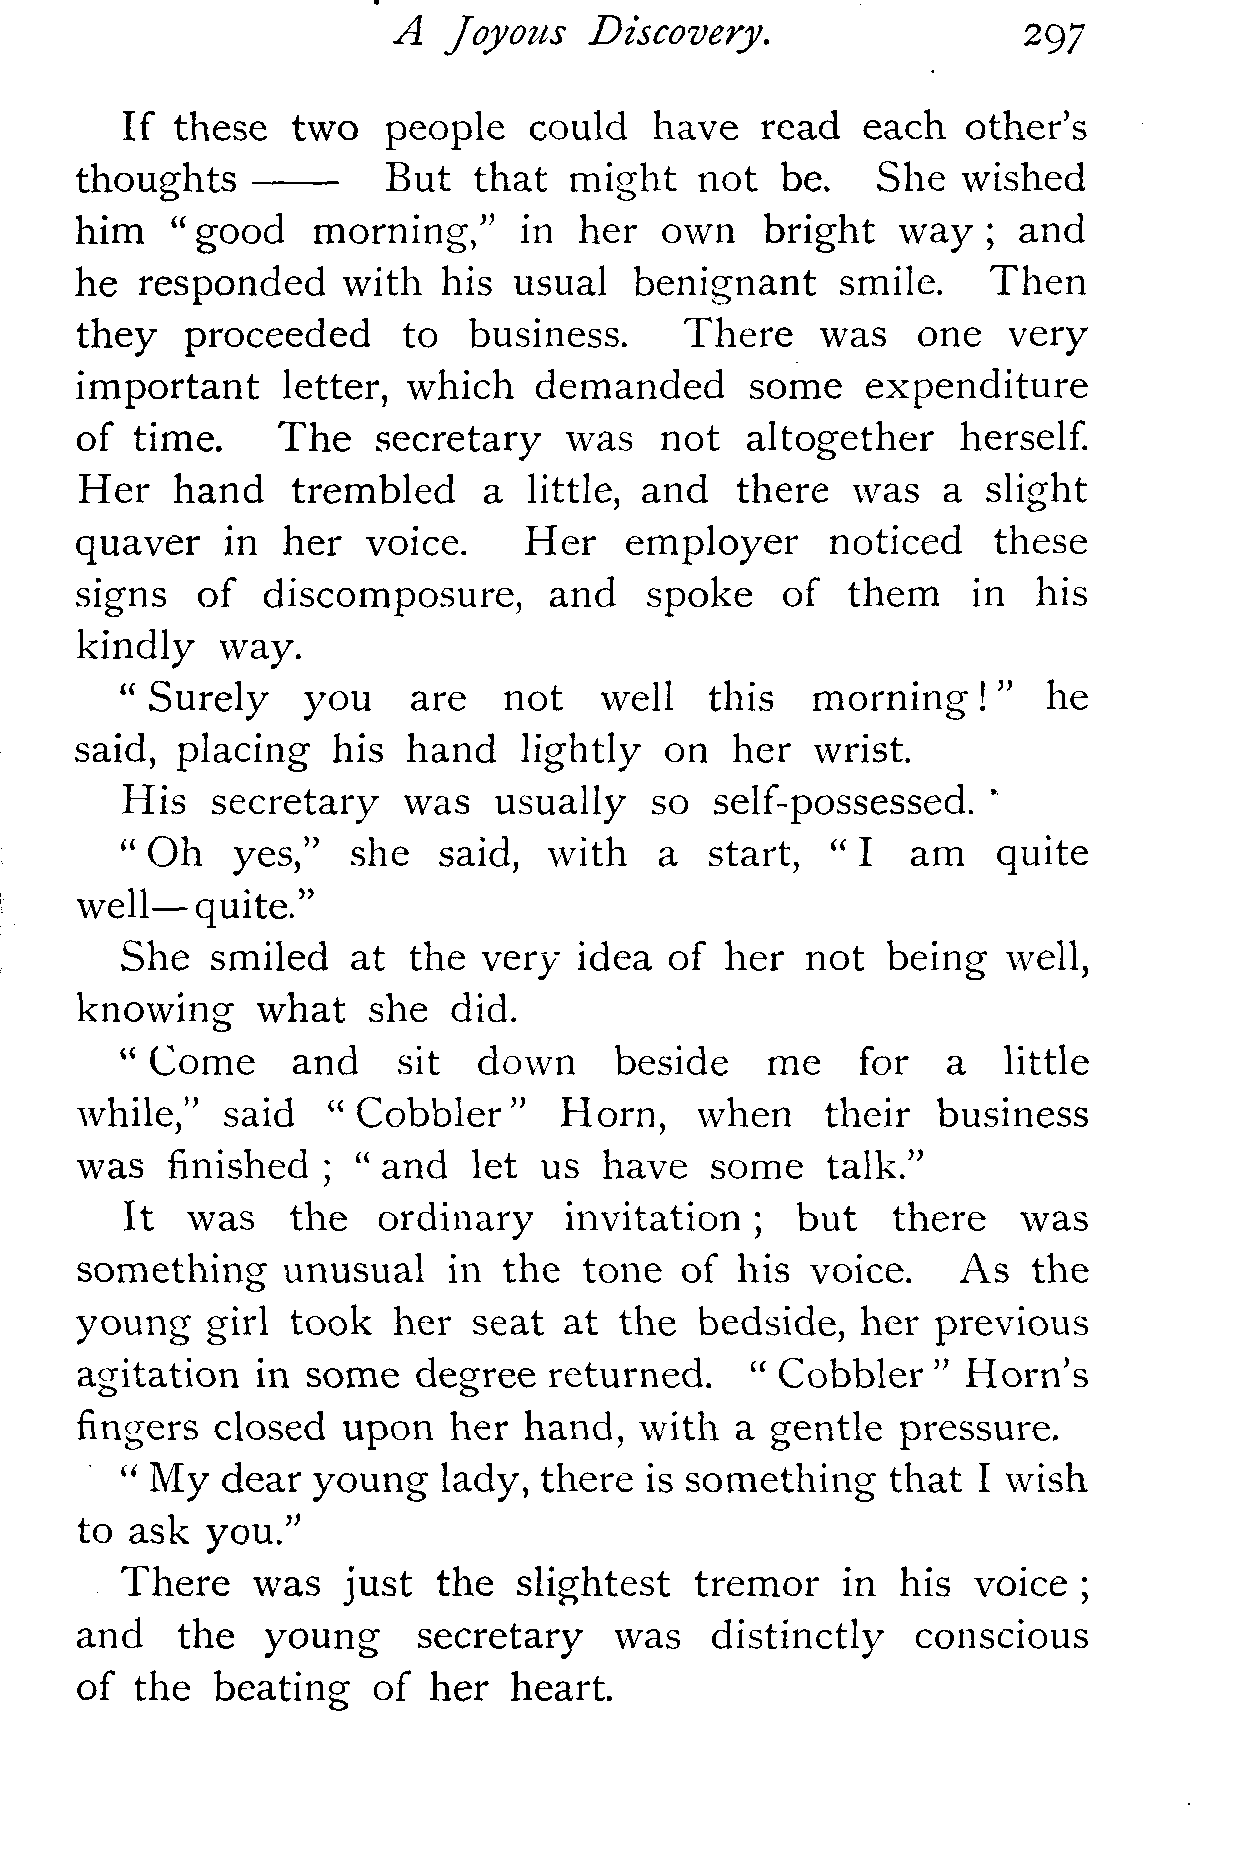 A Joyous Discovery. 297
If these two people could have read each other's
thoughts —— But that might not be. She wished
him “ good morning,” in her own bright way ; and
he responded with his usual benignant smile. Then
they proceeded to business. There was one very
important letter, which demanded some expenditure
of time. The secretary was not altogether herself.
Her hand trembled a little, and there was a slight
quaver in her voice. Her employer noticed these
signs of discomposure, and spoke of them in his
kindly way.
“ Surely you are not well this morning ! ” he
said, placing his hand lightly on her wrist.
His secretary was usually so self-possessed.
“ Oh yes,” she said, with a start, “ I am quite
well—quite.”
She smiled at the very idea of her not being well,
knowing what she did.
“ Come and sit down beside me for a little
while,” said “ Cobbler ” Horn, when their business
was finished ; “ and let us have some talk.”
It was the ordinary invitation ; but there was
something unusual in the tone of his voice. As the
young girl took her seat at the bedside, her previous
agitation in some degree returned. “ Cobbler ” Horn's
fingers closed upon her hand, with a gentle pressure.
“ My dear young lady, there is something that I wish
to ask you.”
There was just the slightest tremor in his voice ;
and the young secretary was distinctly conscious
of the beating of her heart.